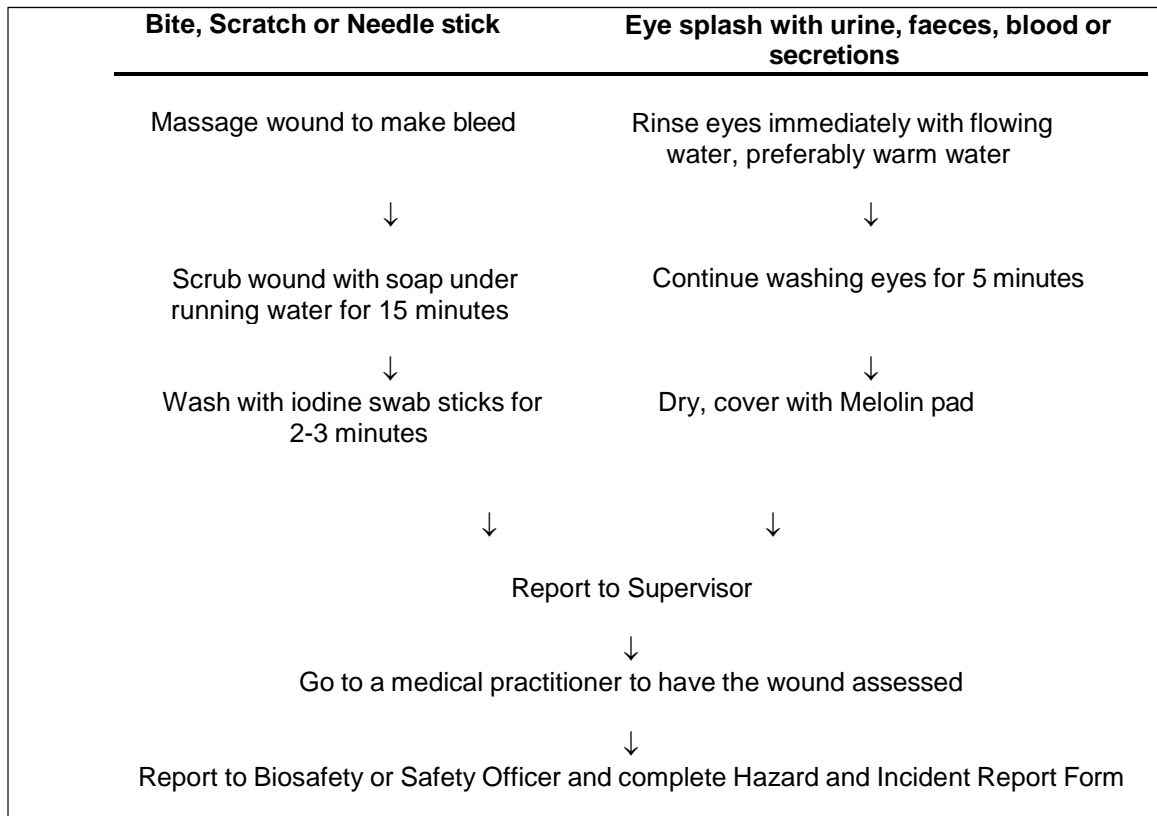 Bite, Scratch or Needle stick
Eye splash with urine, faeces, blood or
secretions
Massage wound to make bleed
Rinse eyes immediately with flowing
water, preferably warm water
↓
↓
Scrub wound with soap under
running water for 15 minutes
Continue washing eyes for 5 minutes
↓
↓
Wash with iodine swab sticks for
2-3 minutes
Dry, cover with Melolin pad
↓
↓
Report to Supervisor
↓
Go to a medical practitioner to have the wound assessed
↓
Report to Biosafety or Safety Officer and complete Hazard and Incident Report Form